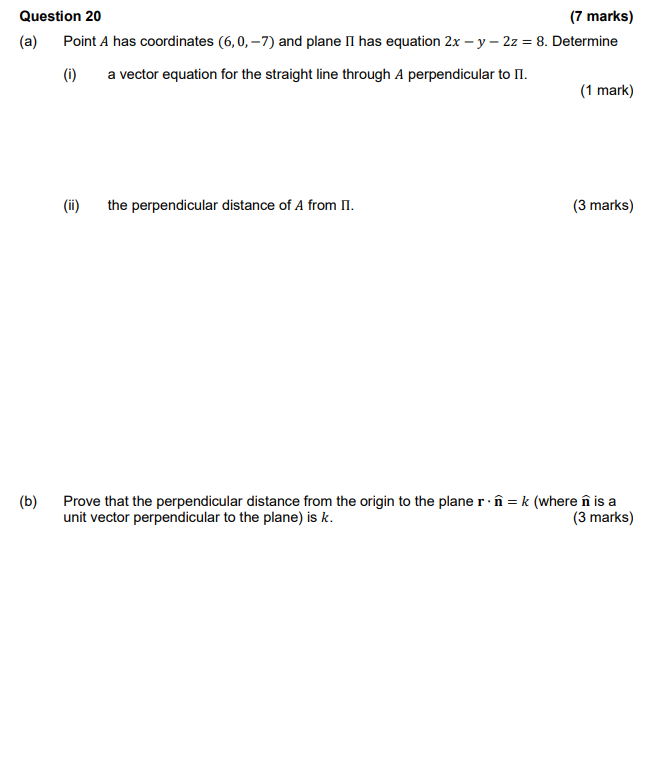 Question 20 (7 marks)
(a) Point A has coordinates (6, 0, −7) and plane Π has equation 2x − y − 2z = 8. Determine
(i) a vector equation for the straight line through A perpendicular to Π.
(1 mark)
(ii) the perpendicular distance of A from Π. (3 marks)
(b) Prove that the perpendicular distance from the origin to the plane r · n̂ = k (where n̂ is a
unit vector perpendicular to the plane) is k. (3 marks)